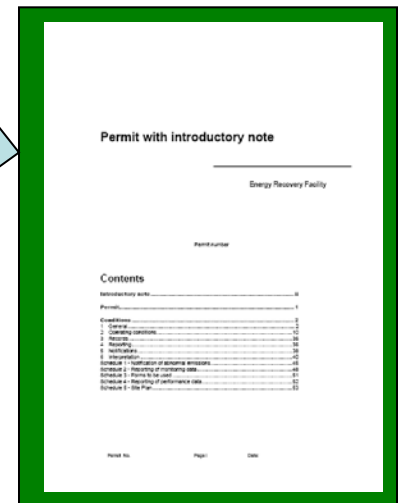 Permit with introductory note
Energy Recovery Facility
Permit number
Contents
Introductory note
Permit
Conditions
1 General
2 Operating conditions
3 Records
4 Reporting
5 Notifications
6 Interpretation
Schedule 1 - Notification of abnormal emissions
Schedule 2 - Reporting of monitoring data
Schedule 3 - Forms to be used
Schedule 4 - Reporting of performance data
Schedule 5 - Site Plan
Permit No. Page i Date: